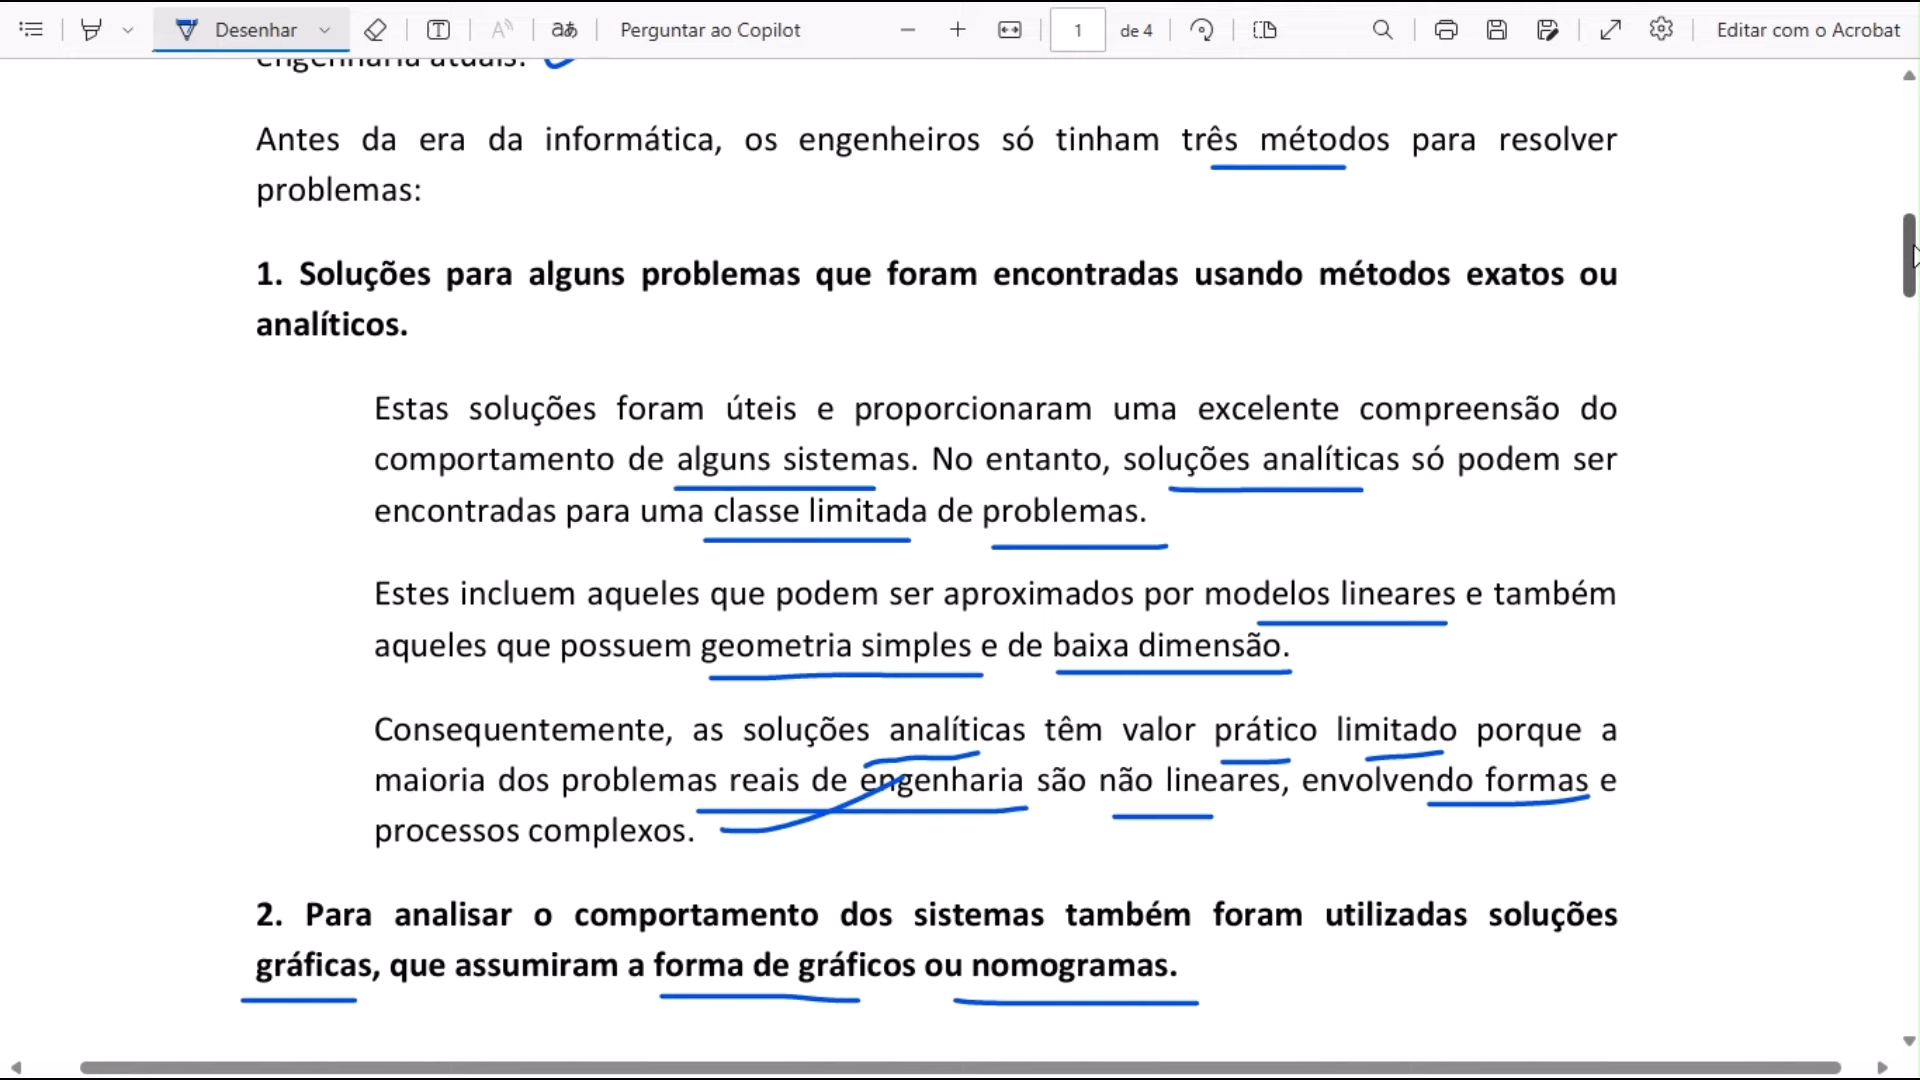 Desenhar
Perguntar ao Copilot
1 de 4
Editar com o Acrobat
engenharia atuais.
Antes da era da informática, os engenheiros só tinham três métodos para resolver
problemas:
1. Soluções para alguns problemas que foram encontradas usando métodos exatos ou
analíticos.
Estas soluções foram úteis e proporcionaram uma excelente compreensão do
comportamento de alguns sistemas. No entanto, soluções analíticas só podem ser
encontradas para uma classe limitada de problemas.
Estes incluem aqueles que podem ser aproximados por modelos lineares e também
aqueles que possuem geometria simples e de baixa dimensão.
Consequentemente, as soluções analíticas têm valor prático limitado porque a
maioria dos problemas reais de engenharia são não lineares, envolvendo formas e
processos complexos.
2. Para analisar o comportamento dos sistemas também foram utilizadas soluções
gráficas, que assumiram a forma de gráficos ou nomogramas.